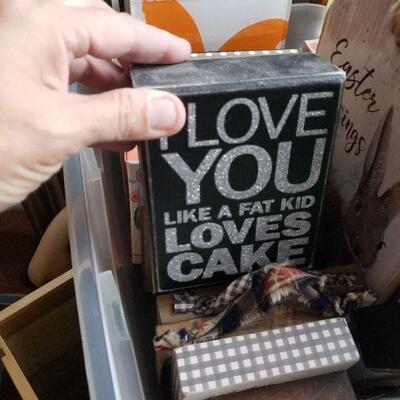 I LOVE
YOU
LIKE A FAT KID
LOVES
CAKE
Easter